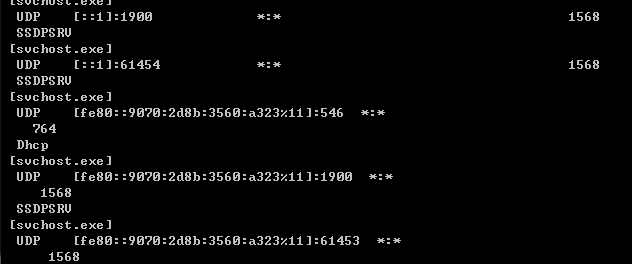 [svchost.exe]
UDP [::1]:1900 *:* 1568
SSDPSRV
[svchost.exe]
UDP [::1]:61454 *:* 1568
SSDPSRV
[svchost.exe]
UDP [fe80::9070:2d8b:3560:a323%11]:546 *:*
764
Dhcp
[svchost.exe]
UDP [fe80::9070:2d8b:3560:a323%11]:1900 *:*
1568
SSDPSRV
[svchost.exe]
UDP [fe80::9070:2d8b:3560:a323%11]:61453 *:*
1568